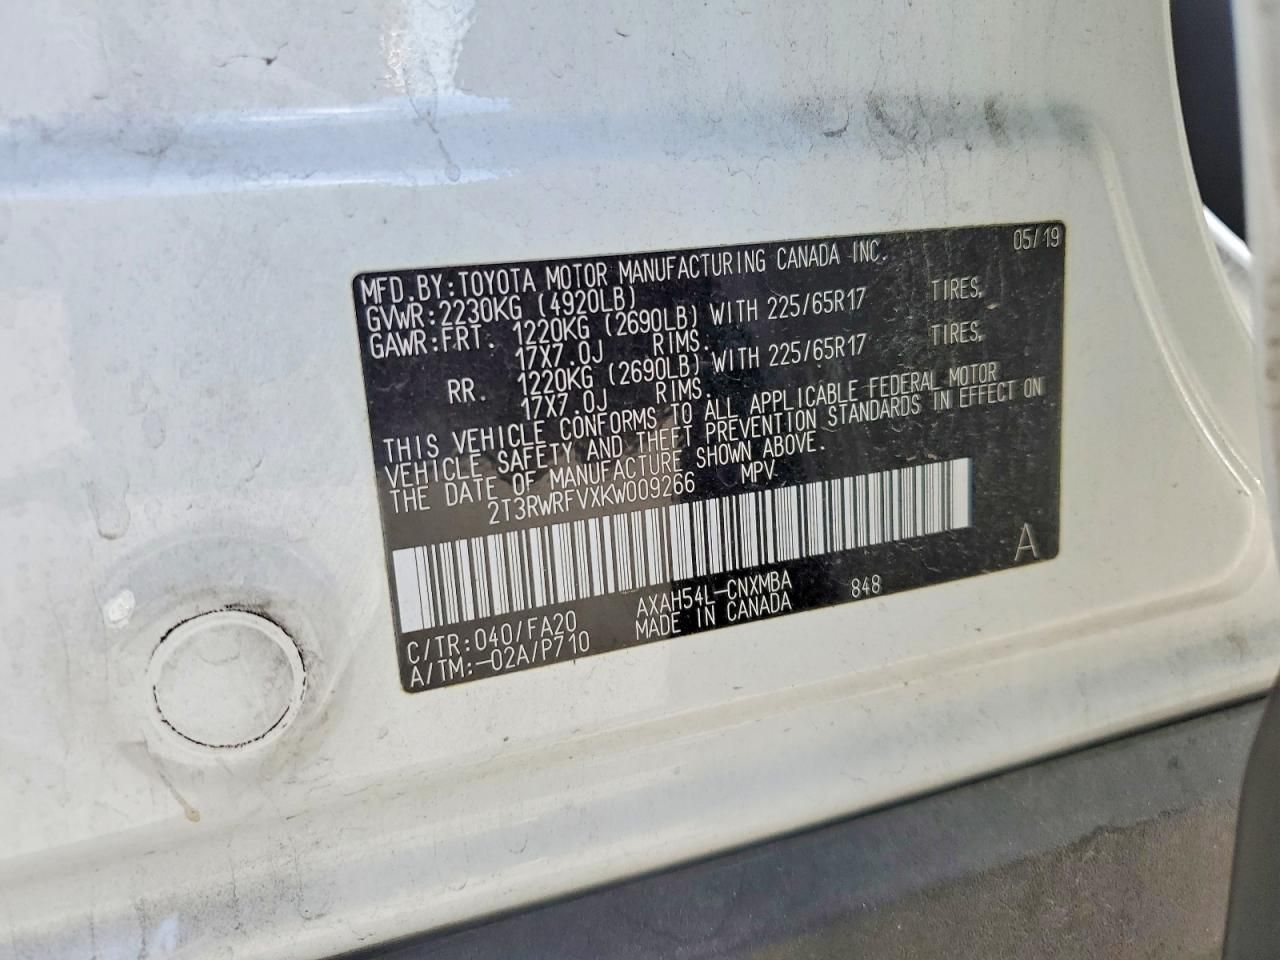 05/19
MFD.BY:TOYOTA MOTOR MANUFACTURING CANADA INC.
GVWR:2230KG (4920LB)
GAWR:FRT. 1220KG (2690LB) WITH 225/65R17 TIRES,
17X7.0J RIMS.
RR. 1220KG (2690LB) WITH 225/65R17 TIRES,
17X7.0J RIMS.
THIS VEHICLE CONFORMS TO ALL APPLICABLE FEDERAL MOTOR
VEHICLE SAFETY AND THEFT PREVENTION STANDARDS IN EFFECT ON
THE DATE OF MANUFACTURE SHOWN ABOVE.
2T3RWRFVXKW009266 MPV
A
C/TR:040/FA20 AXAH54L-CNXMBA 848
A/TM:-02A/P710 MADE IN CANADA